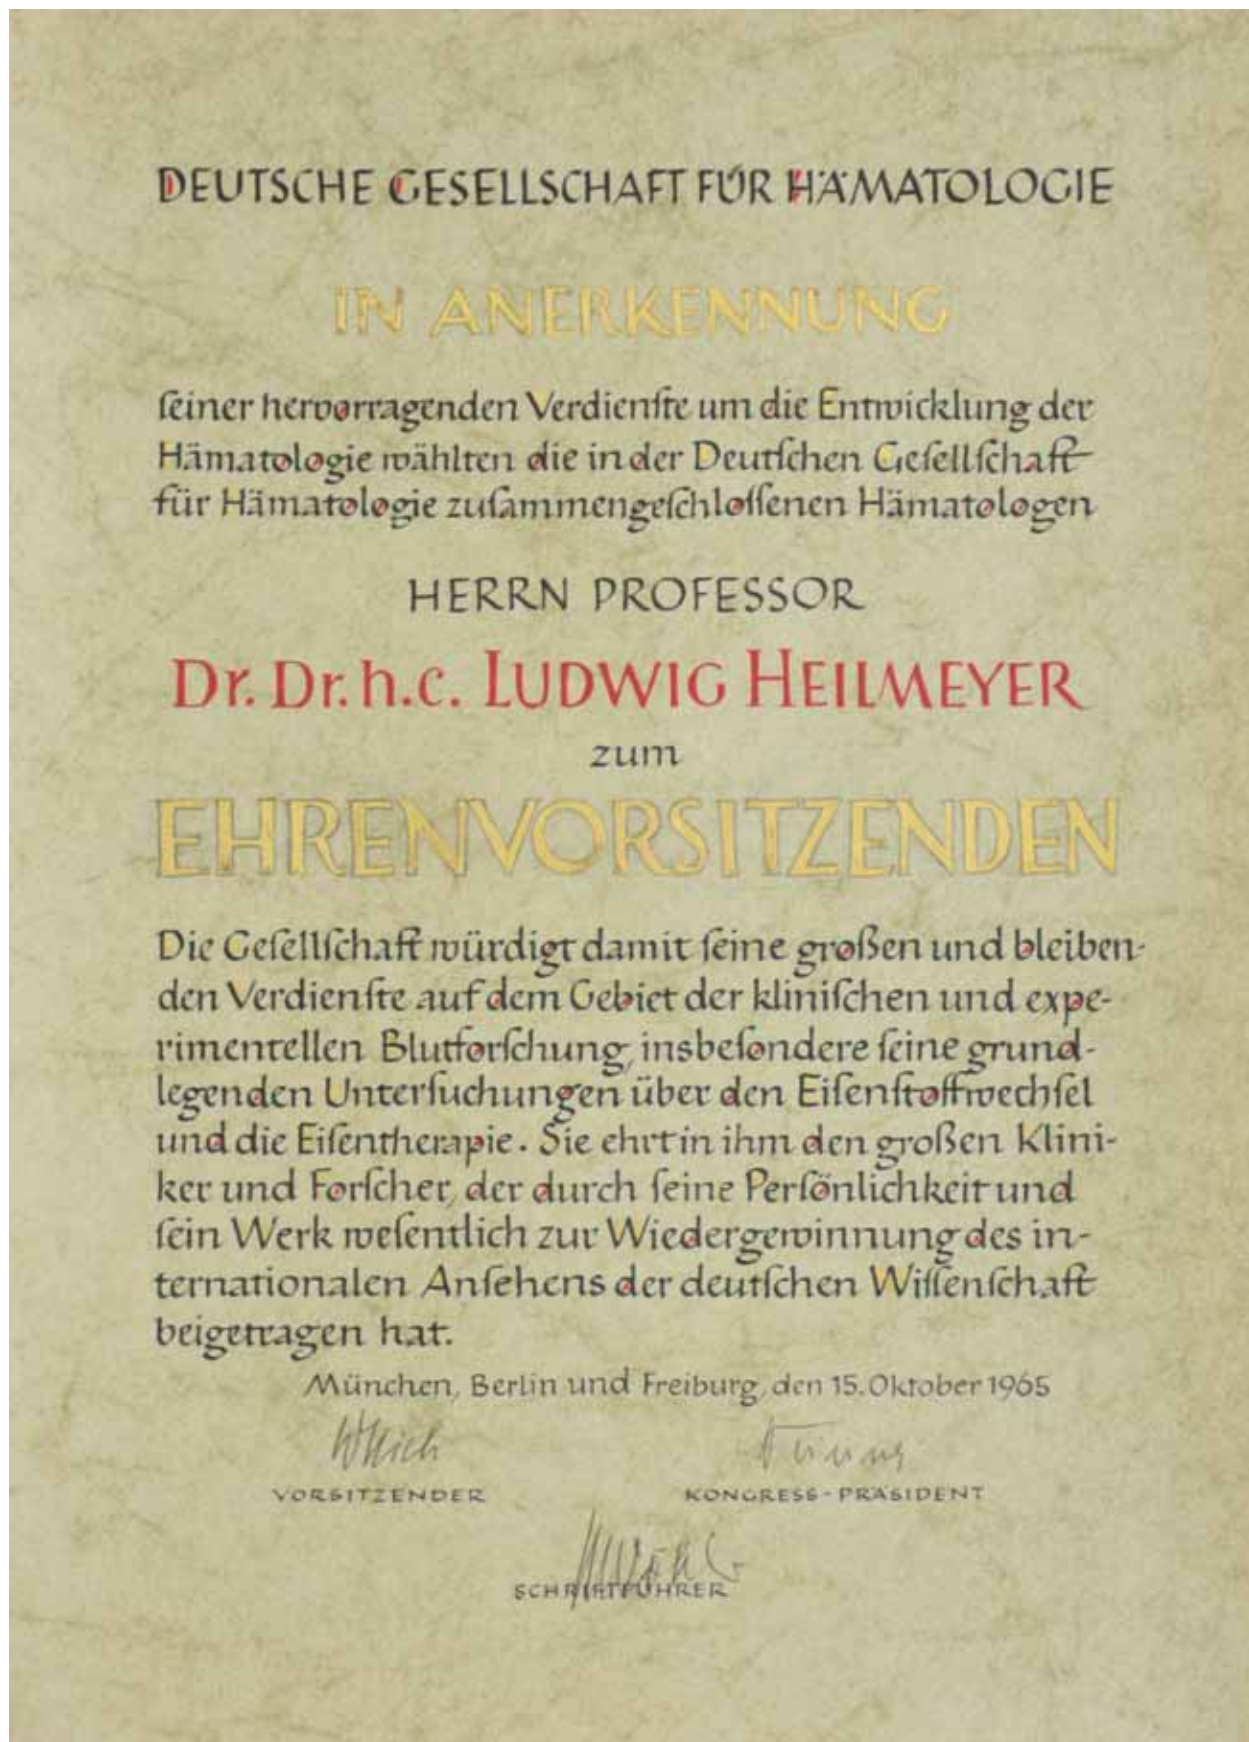 DEUTSCHE GESELLSCHAFT FÜR HÄMATOLOGIE
IN ANERKENNUNG
ſeiner hervorragenden Verdienſte um die Entwicklung der
Hämatologie wählten die in der Deutſchen Geſellſchaft
für Hämatologie zuſammengeſchloſſenen Hämatologen
HERRN PROFESSOR
Dr. Dr. h.c. LUDWIG HEILMEYER
zum
EHRENVORSITZENDEN
Die Geſellſchaft würdigt damit ſeine großen und bleiben-
den Verdienſte auf dem Gebiet der kliniſchen und expe-
rimentellen Blutforſchung, insbeſondere ſeine grund-
legenden Unterſuchungen über den Eiſenſtoffwechſel
und die Eiſentherapie. Sie ehrt in ihm den großen Klini-
ker und Forſcher, der durch ſeine Perſönlichkeit und
ſein Werk weſentlich zur Wiedergewinnung des in-
ternationalen Anſehens der deutſchen Wiſſenſchaft
beigetragen hat.
München, Berlin und Freiburg, den 15. Oktober 1965
VORSITZENDER
KONGRESS-PRÄSIDENT
SCHRIFTFÜHRER